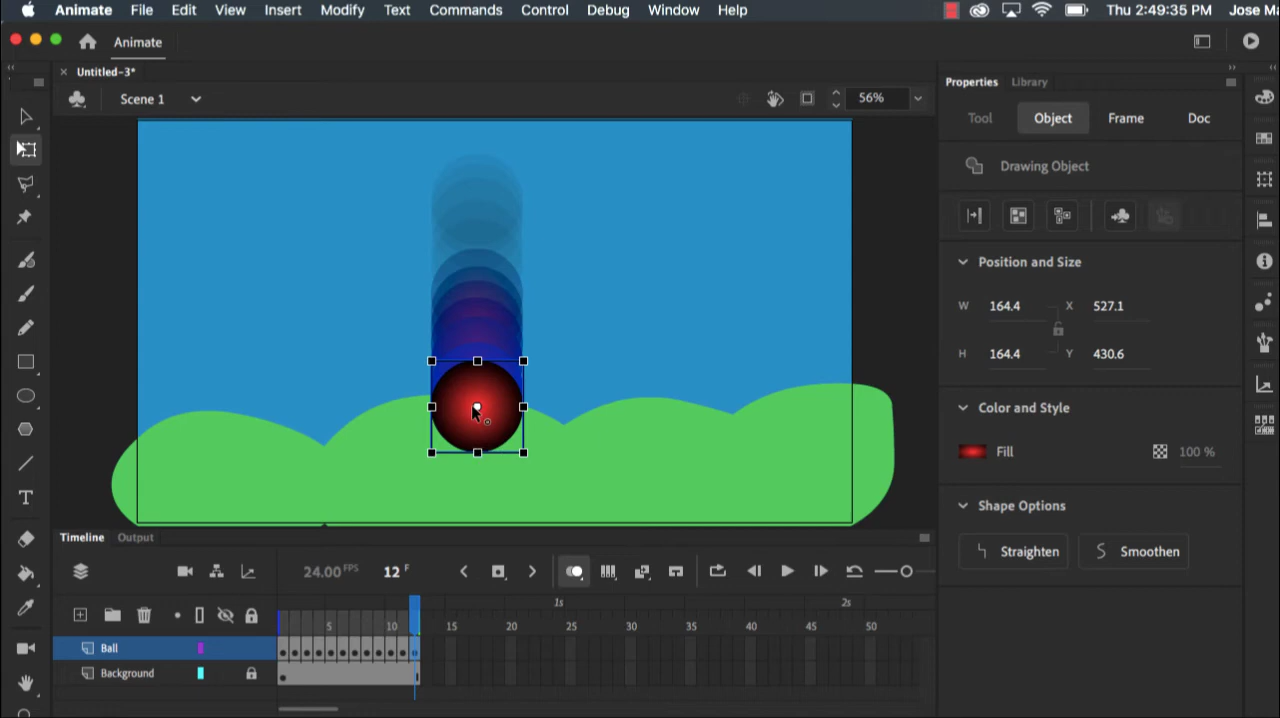 Animate File Edit View Insert Modify Text Commands Control Debug Window Help Thu 2:49:35 PM Jose Ma
Animate
Untitled-3*
Scene 1 56%
Properties Library
Tool Object Frame Doc
Drawing Object
Position and Size
W 164.4 X 527.1
H 164.4 Y 430.6
Color and Style
Fill 100 %
Shape Options
Straighten Smoothen
Timeline Output
24.00 FPS 12 F
1s 2s
5 10 15 20 25 30 35 40 45 50
Ball
Background
T